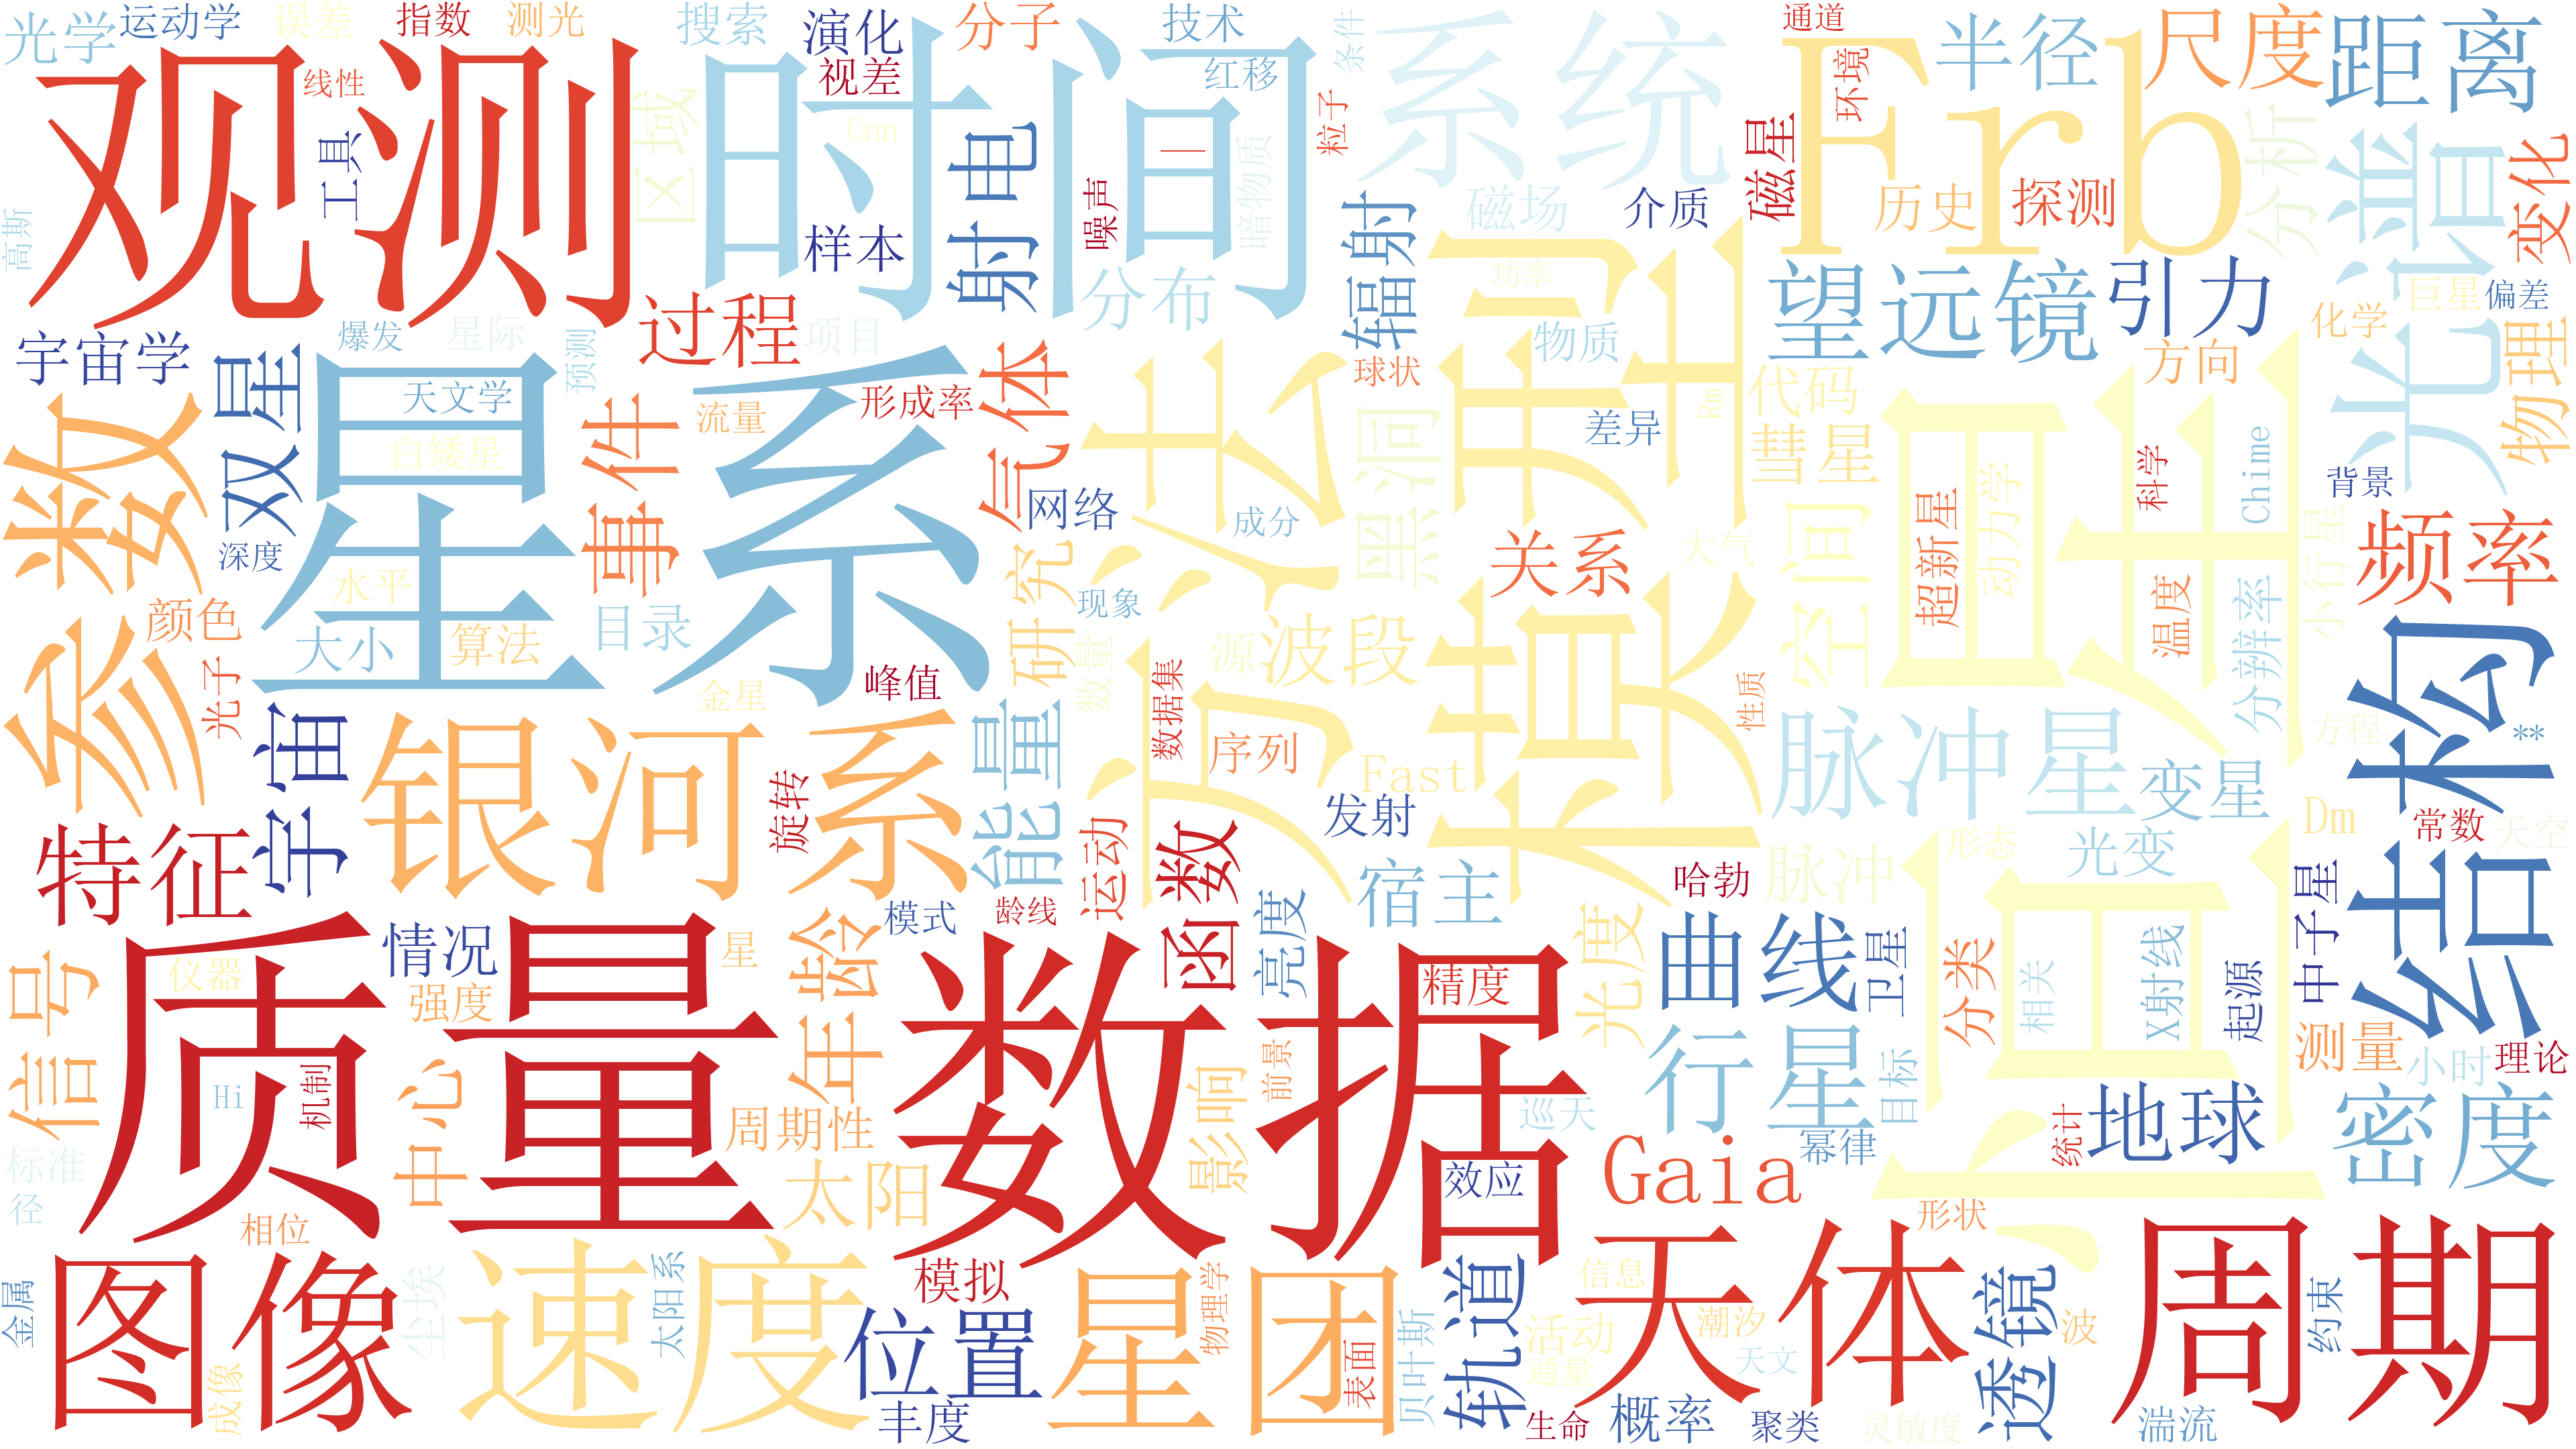 光学
运动学
误差
指数
测光
搜索
演化
分子
技术
条件
通道
半径
尺度
距离
观测
线性
工具
区域
时间
视差
Cnn
红移
粒子
系统
环境
Frb
光谱
分析
变化
高斯
样本
射电
噪声
一
暗物质
分布
辐射
磁场
介质
磁星
历史
探测
望远镜
引力
巨星
偏差
宇宙学
爆发
星际
预测
过程
项目
物质
功率
化学
物理
方向
双星
天文学
白矮星
星系
形成率
流量
气体
方法
球状
黑洞
差异
模型
Rm
代码
彗星
恒星
科学
Chime
背景
参数
深度
水平
事件
网络
成分
关系
大气
空间
超新星
动力学
小行星
频率
颜色
大小
算法
目录
研究
现象
源
波段
温度
分辨率
结构
光子
金星
峰值
数量
数据集
性质
方程
**
宇宙
银河系
旋转
能量
序列
Fast
脉冲星
变星
Dm
常数
天空
特征
运动
发射
函数
宿主
哈勃
脉冲
形态
光变
中子星
信号
仪器
情况
强度
星
年龄
模式
龄线
亮度
精度
光度
曲线
卫星
分类
相关
X射线
起源
测量
小时
理论
质量
数据
Hi
机制
中心
周期性
影响
前景
巡天
行星
目标
标准
径
太阳
效应
Gaia
幂律
统计
地球
密度
相位
图像
尘埃
速度
太阳系
模拟
物理学
星团
轨道
信息
天体
形状
透镜
波
约束
周期
金属
成像
位置
丰度
表面
贝叶斯
活动
通量
潮汐
天文
生命
概率
聚类
灵敏度
湍流